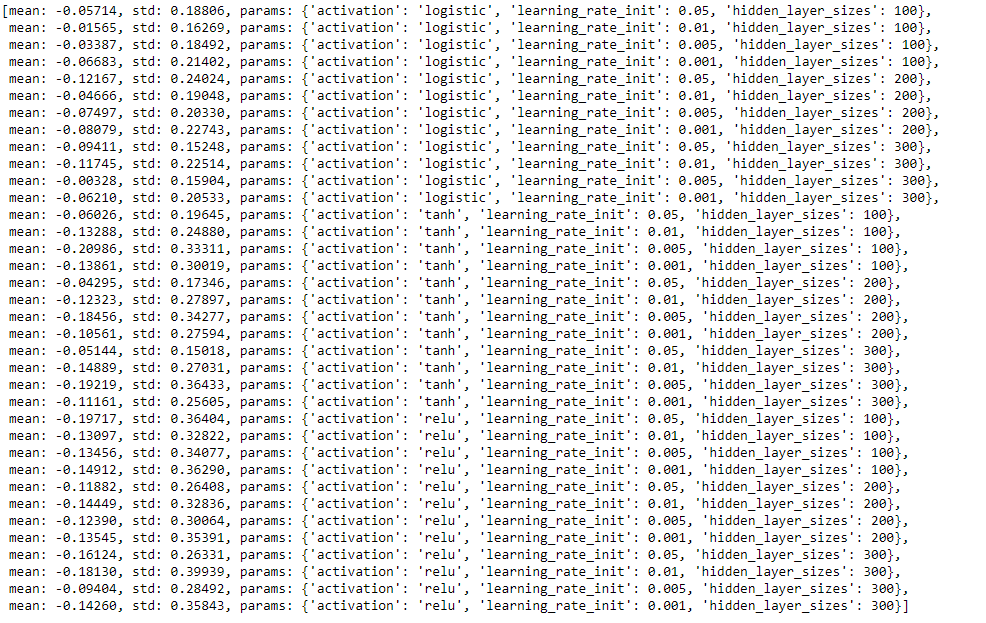 [mean: -0.05714, std: 0.18806, params: {'activation': 'logistic', 'learning_rate_init': 0.05, 'hidden_layer_sizes': 100},
mean: -0.01565, std: 0.16269, params: {'activation': 'logistic', 'learning_rate_init': 0.01, 'hidden_layer_sizes': 100},
mean: -0.03387, std: 0.18492, params: {'activation': 'logistic', 'learning_rate_init': 0.005, 'hidden_layer_sizes': 100},
mean: -0.06683, std: 0.21402, params: {'activation': 'logistic', 'learning_rate_init': 0.001, 'hidden_layer_sizes': 100},
mean: -0.12167, std: 0.24024, params: {'activation': 'logistic', 'learning_rate_init': 0.05, 'hidden_layer_sizes': 200},
mean: -0.04666, std: 0.19048, params: {'activation': 'logistic', 'learning_rate_init': 0.01, 'hidden_layer_sizes': 200},
mean: -0.07497, std: 0.20330, params: {'activation': 'logistic', 'learning_rate_init': 0.005, 'hidden_layer_sizes': 200},
mean: -0.08079, std: 0.22743, params: {'activation': 'logistic', 'learning_rate_init': 0.001, 'hidden_layer_sizes': 200},
mean: -0.09411, std: 0.15248, params: {'activation': 'logistic', 'learning_rate_init': 0.05, 'hidden_layer_sizes': 300},
mean: -0.11745, std: 0.22514, params: {'activation': 'logistic', 'learning_rate_init': 0.01, 'hidden_layer_sizes': 300},
mean: -0.00328, std: 0.15904, params: {'activation': 'logistic', 'learning_rate_init': 0.005, 'hidden_layer_sizes': 300},
mean: -0.06210, std: 0.20533, params: {'activation': 'logistic', 'learning_rate_init': 0.001, 'hidden_layer_sizes': 300},
mean: -0.06026, std: 0.19645, params: {'activation': 'tanh', 'learning_rate_init': 0.05, 'hidden_layer_sizes': 100},
mean: -0.13288, std: 0.24880, params: {'activation': 'tanh', 'learning_rate_init': 0.01, 'hidden_layer_sizes': 100},
mean: -0.20986, std: 0.33311, params: {'activation': 'tanh', 'learning_rate_init': 0.005, 'hidden_layer_sizes': 100},
mean: -0.13861, std: 0.30019, params: {'activation': 'tanh', 'learning_rate_init': 0.001, 'hidden_layer_sizes': 100},
mean: -0.04295, std: 0.17346, params: {'activation': 'tanh', 'learning_rate_init': 0.05, 'hidden_layer_sizes': 200},
mean: -0.12323, std: 0.27897, params: {'activation': 'tanh', 'learning_rate_init': 0.01, 'hidden_layer_sizes': 200},
mean: -0.18456, std: 0.34277, params: {'activation': 'tanh', 'learning_rate_init': 0.005, 'hidden_layer_sizes': 200},
mean: -0.10561, std: 0.27594, params: {'activation': 'tanh', 'learning_rate_init': 0.001, 'hidden_layer_sizes': 200},
mean: -0.05144, std: 0.15018, params: {'activation': 'tanh', 'learning_rate_init': 0.05, 'hidden_layer_sizes': 300},
mean: -0.14889, std: 0.27031, params: {'activation': 'tanh', 'learning_rate_init': 0.01, 'hidden_layer_sizes': 300},
mean: -0.19219, std: 0.36433, params: {'activation': 'tanh', 'learning_rate_init': 0.005, 'hidden_layer_sizes': 300},
mean: -0.11161, std: 0.25605, params: {'activation': 'tanh', 'learning_rate_init': 0.001, 'hidden_layer_sizes': 300},
mean: -0.19717, std: 0.36404, params: {'activation': 'relu', 'learning_rate_init': 0.05, 'hidden_layer_sizes': 100},
mean: -0.13097, std: 0.32822, params: {'activation': 'relu', 'learning_rate_init': 0.01, 'hidden_layer_sizes': 100},
mean: -0.13456, std: 0.34077, params: {'activation': 'relu', 'learning_rate_init': 0.005, 'hidden_layer_sizes': 100},
mean: -0.14912, std: 0.36290, params: {'activation': 'relu', 'learning_rate_init': 0.001, 'hidden_layer_sizes': 100},
mean: -0.11882, std: 0.26408, params: {'activation': 'relu', 'learning_rate_init': 0.05, 'hidden_layer_sizes': 200},
mean: -0.14449, std: 0.32836, params: {'activation': 'relu', 'learning_rate_init': 0.01, 'hidden_layer_sizes': 200},
mean: -0.12390, std: 0.30064, params: {'activation': 'relu', 'learning_rate_init': 0.005, 'hidden_layer_sizes': 200},
mean: -0.13545, std: 0.35391, params: {'activation': 'relu', 'learning_rate_init': 0.001, 'hidden_layer_sizes': 200},
mean: -0.16124, std: 0.26331, params: {'activation': 'relu', 'learning_rate_init': 0.05, 'hidden_layer_sizes': 300},
mean: -0.18130, std: 0.39939, params: {'activation': 'relu', 'learning_rate_init': 0.01, 'hidden_layer_sizes': 300},
mean: -0.09404, std: 0.28492, params: {'activation': 'relu', 'learning_rate_init': 0.005, 'hidden_layer_sizes': 300},
mean: -0.14260, std: 0.35843, params: {'activation': 'relu', 'learning_rate_init': 0.001, 'hidden_layer_sizes': 300}]